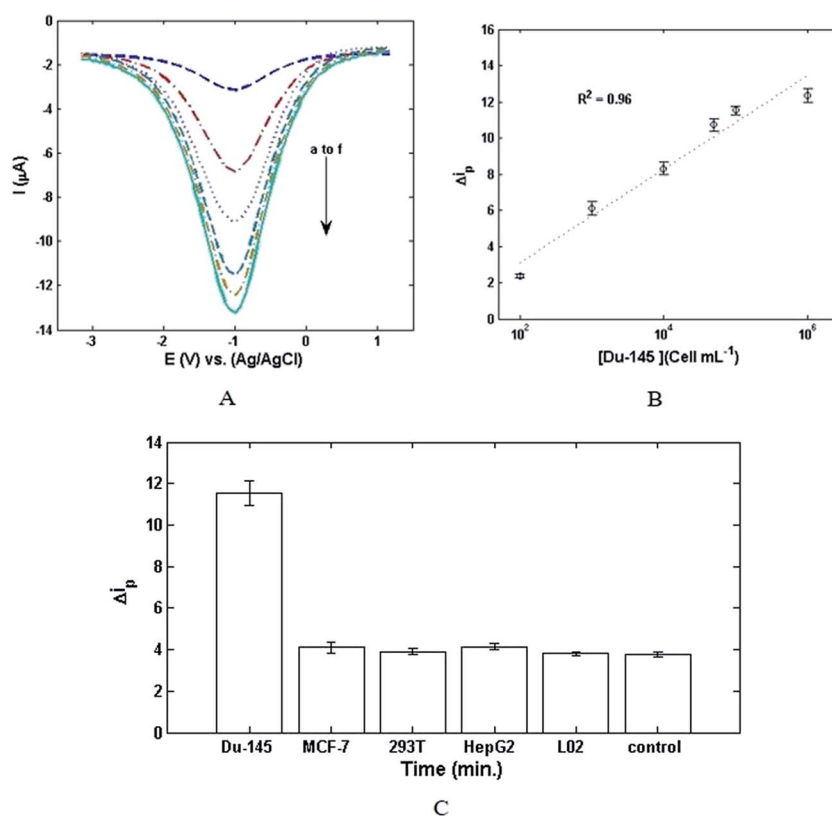 0
-2
-4
-6
-8
-10
-12
-14
I (µA)
a to f
-3 -2 -1 0 1
E (V) vs. (Ag/AgCl)
A
16
14
12
10
8
6
4
2
0
Δip
R² = 0.96
10² 10⁴ 10⁶
[Du-145 ](Cell mL⁻¹)
B
14
12
10
8
6
4
2
0
Δip
Du-145 MCF-7 293T HepG2 L02 control
Time (min.)
C